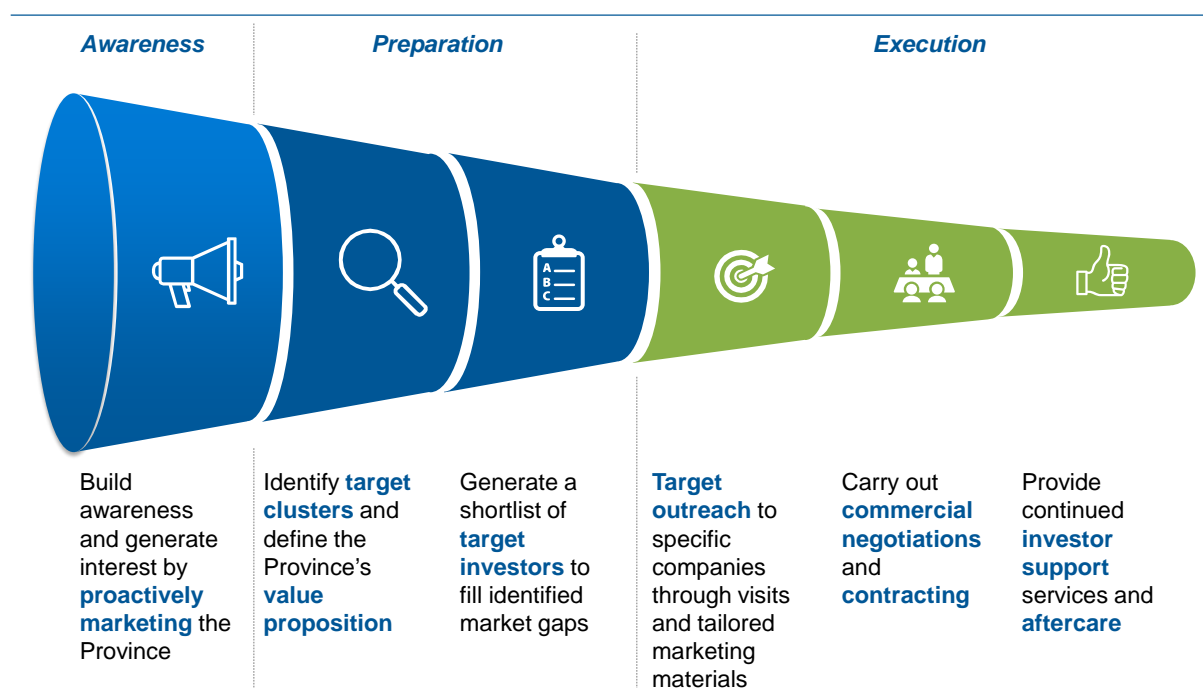 Awareness
Preparation
Execution
A
B
C
Build
awareness
and generate
interest by
proactively
marketing the
Province
Identify target
clusters and
define the
Province's
value
proposition
Generate a
shortlist of
target
investors to
fill identified
market gaps
Target
outreach to
specific
companies
through visits
and tailored
marketing
materials
Carry out
commercial
negotiations
and
contracting
Provide
continued
investor
support
services and
aftercare